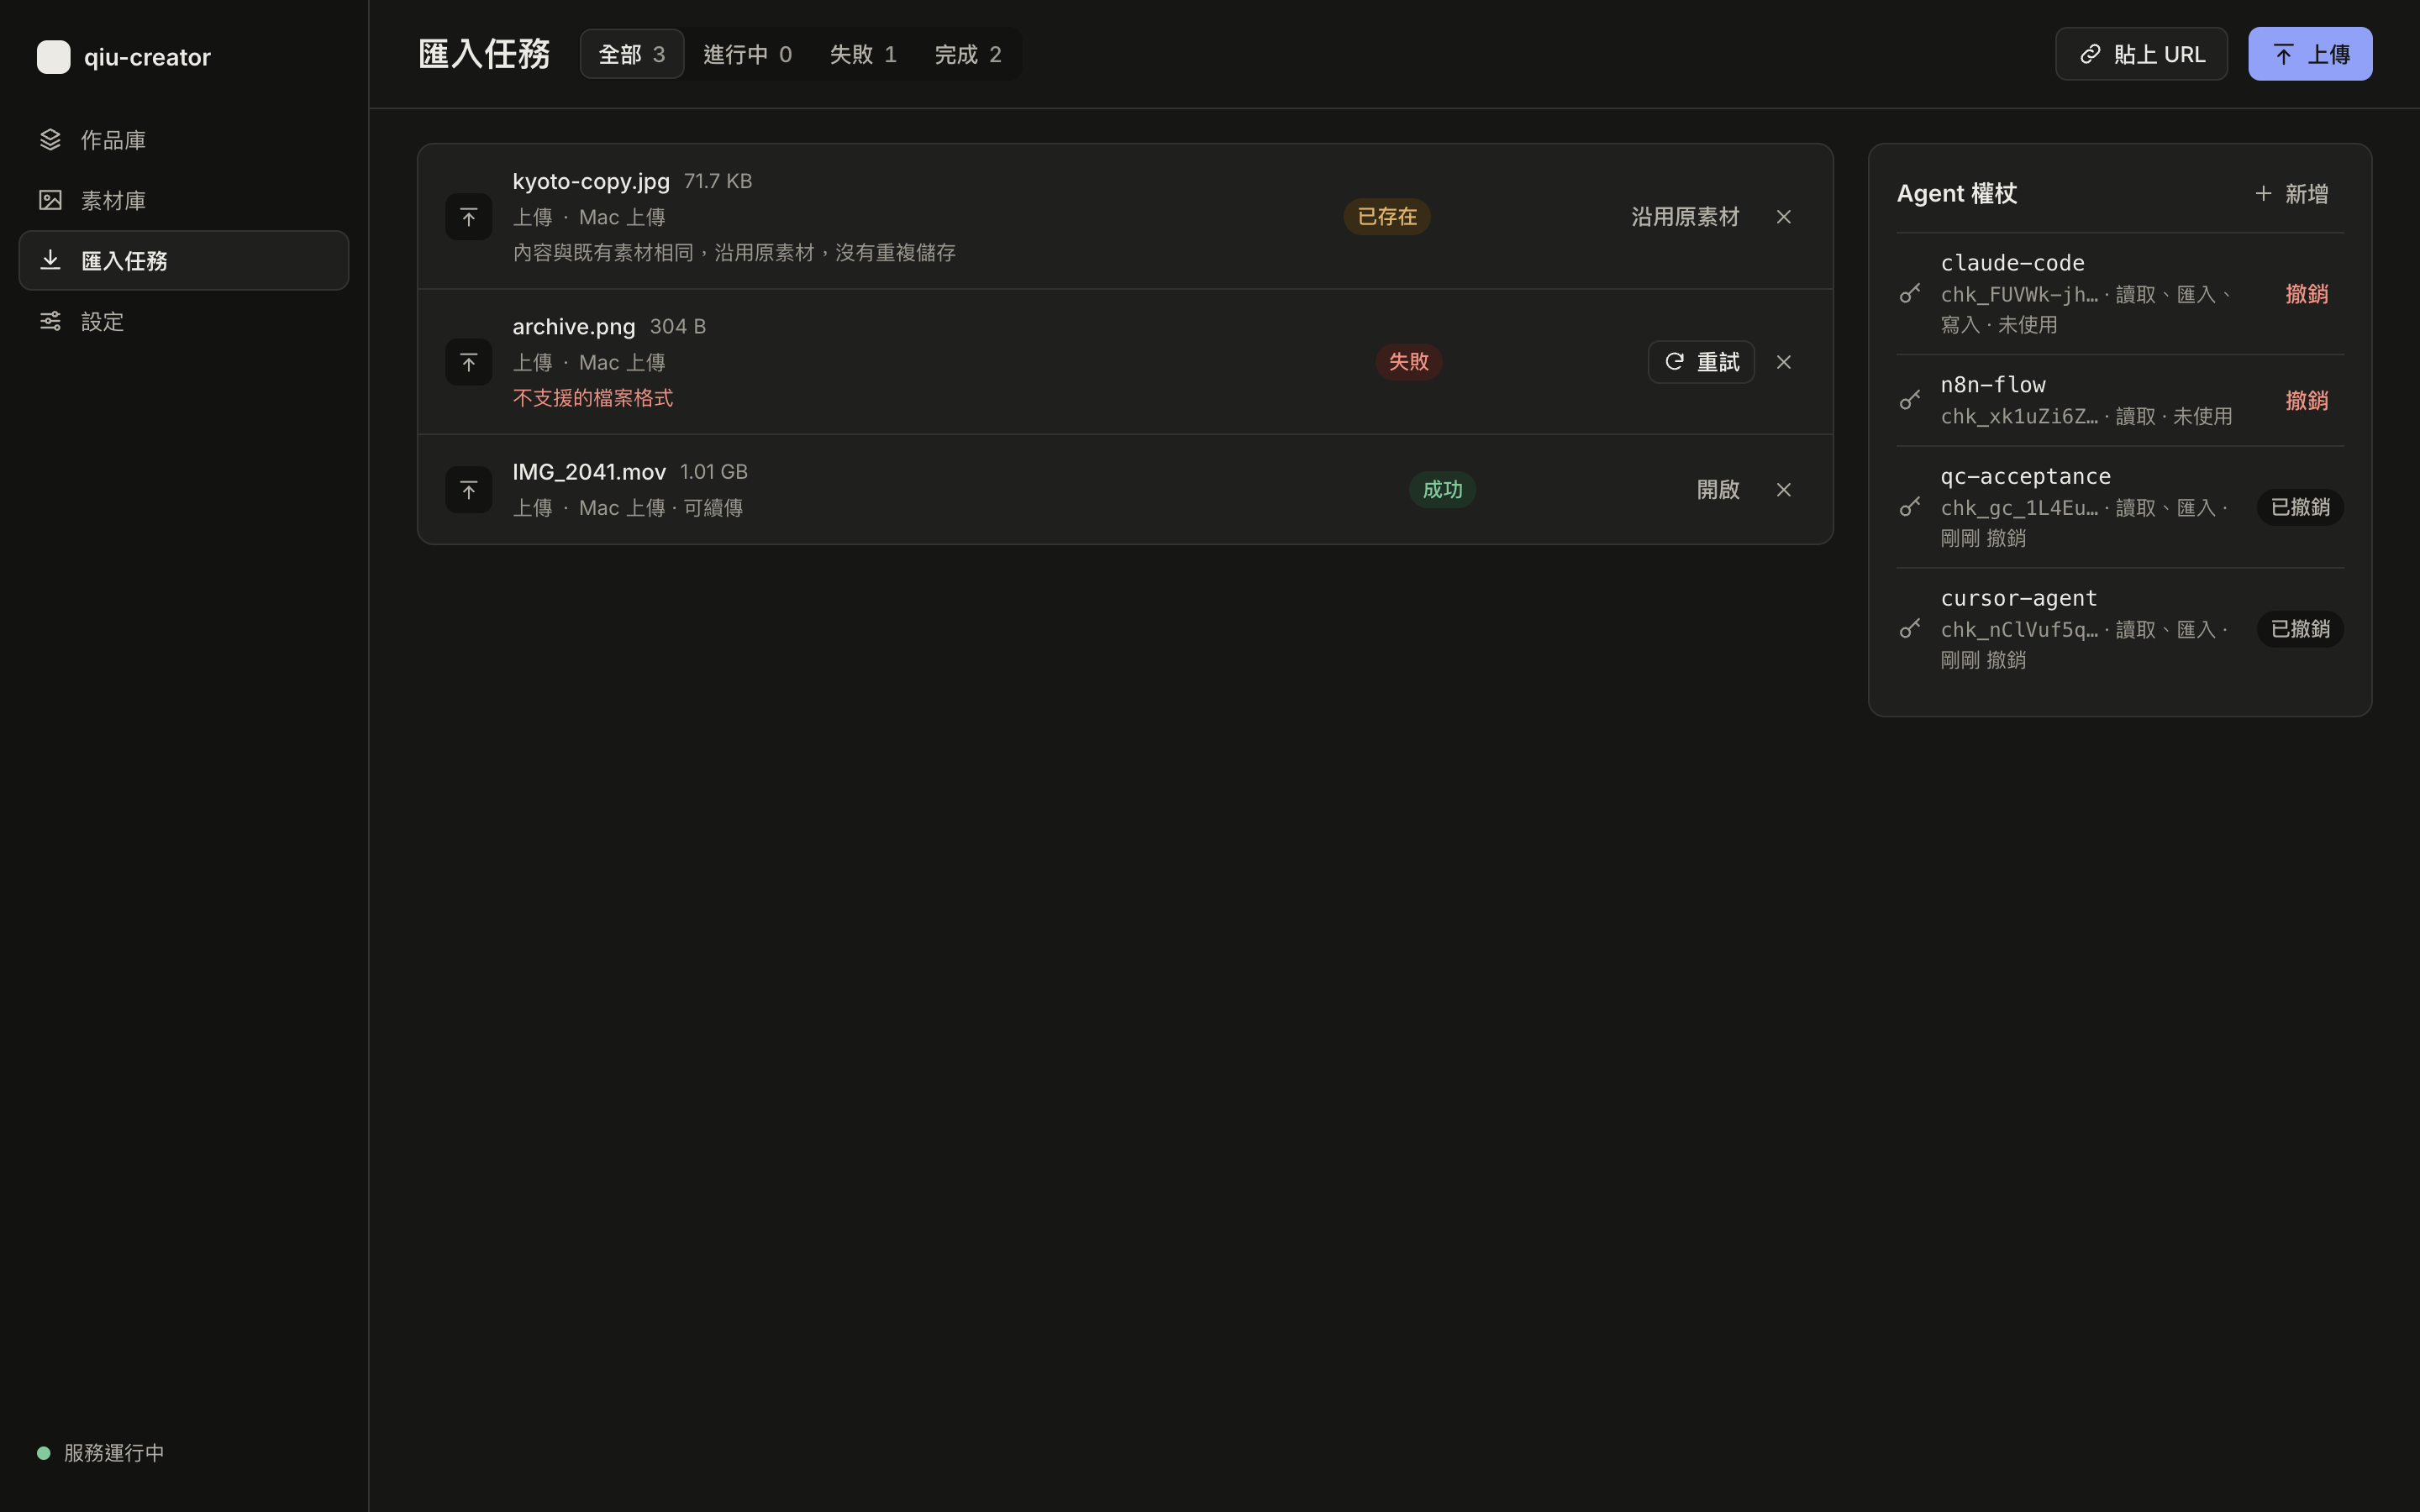 qiu-creator
作品庫
素材庫
匯入任務
設定
服務運行中
匯入任務
全部 3
進行中 0
失敗 1
完成 2
貼上 URL
上傳
kyoto-copy.jpg 71.7 KB
上傳 · Mac 上傳
內容與既有素材相同，沿用原素材，沒有重複儲存
已存在
沿用原素材
archive.png 304 B
上傳 · Mac 上傳
不支援的檔案格式
失敗
重試
IMG_2041.mov 1.01 GB
上傳 · Mac 上傳 · 可續傳
成功
開啟
Agent 權杖
新增
claude-code
chk_FUVWk-jh… · 讀取、匯入、
寫入 · 未使用
撤銷
n8n-flow
chk_xk1uZi6Z… · 讀取 · 未使用
撤銷
qc-acceptance
chk_gc_1L4Eu… · 讀取、匯入 ·
剛剛 撤銷
已撤銷
cursor-agent
chk_nClVuf5q… · 讀取、匯入 ·
剛剛 撤銷
已撤銷